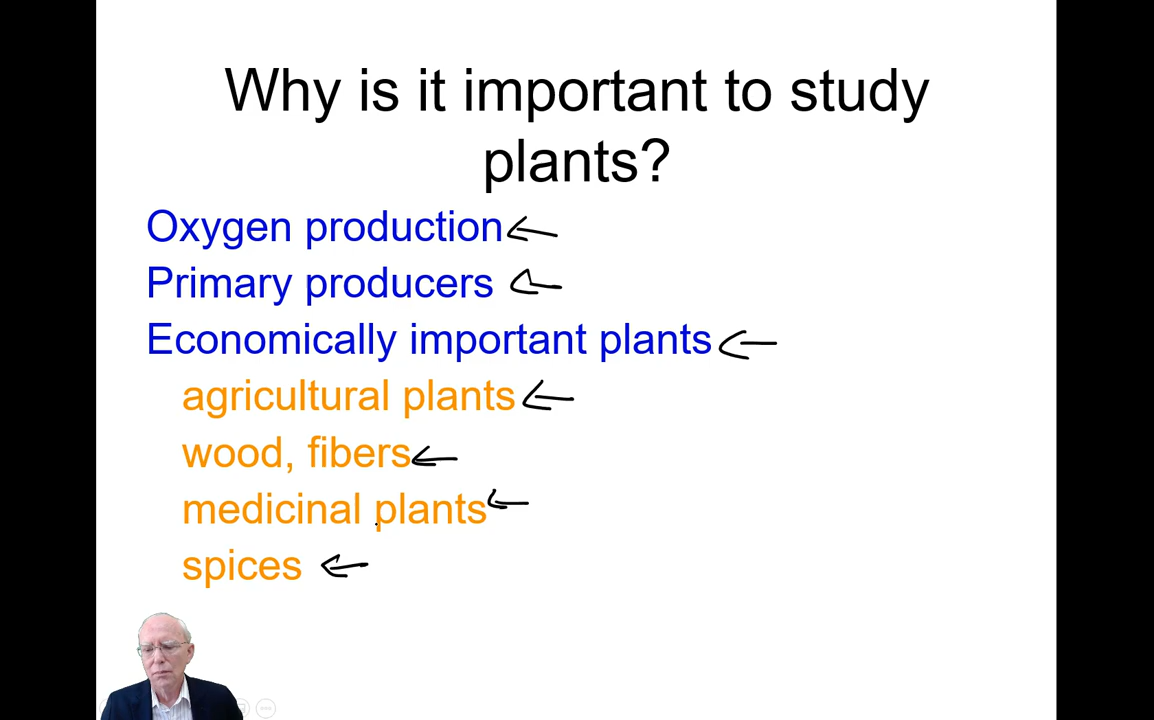 Why is it important to study
plants?
Oxygen production
Primary producers
Economically important plants
agricultural plants
wood, fibers
medicinal plants
spices